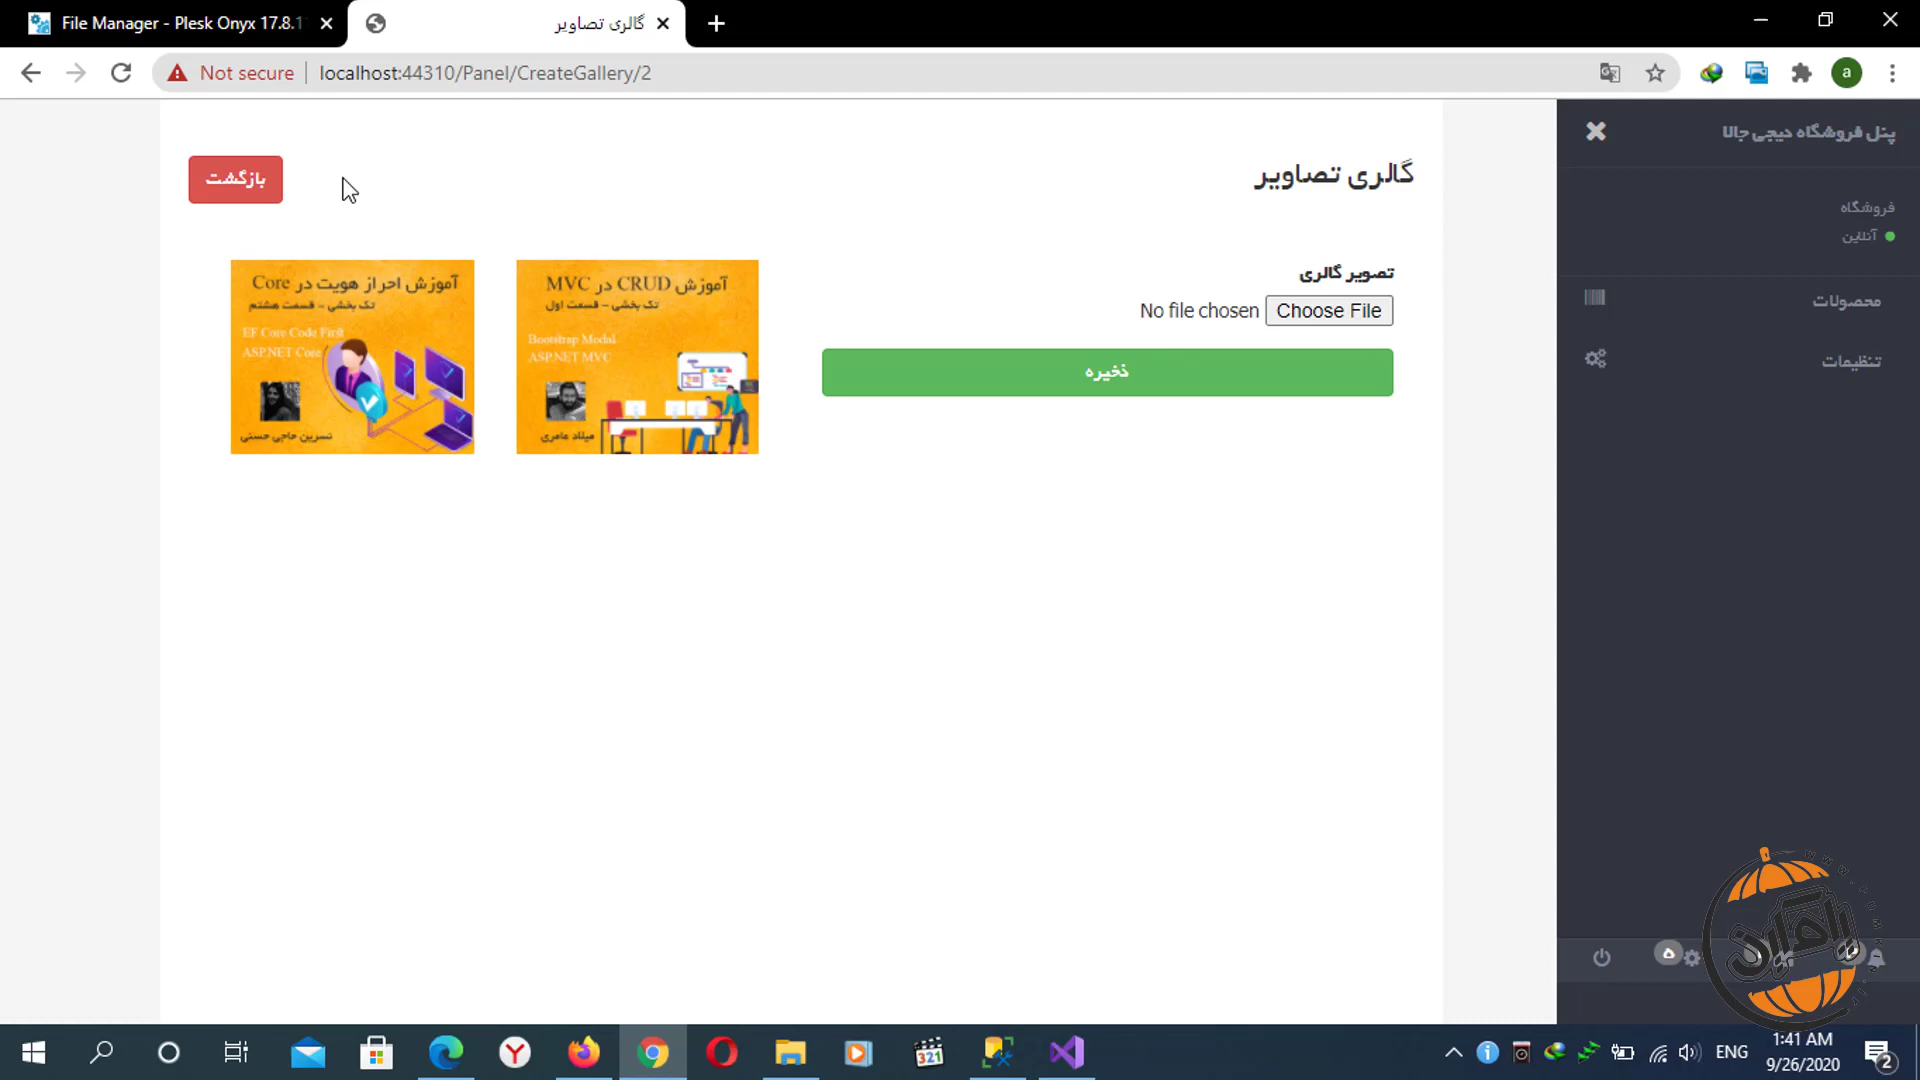 File Manager - Plesk Onyx 17.8.1
گالری تصاویر
Not secure
localhost:44310/Panel/CreateGallery/2
a
پنل فروشگاه دیجی جالا
گالری تصاویر
بازگشت
فروشگاه
آنلاین
محصولات
تنظیمات
تصویر گالری
Choose File
No file chosen
ذخیره
آموزش CRUD در MVC
تک بخشی – قسمت اول
Bootstrap Modal
ASP.NET MVC
میلاد عامری
آموزش احراز هویت در Core
تک بخشی – قسمت هشتم
EF Core Code First
ASP.NET Core
نسرین حاجی حسنی
۵
321
ENG
1:41 AM
9/26/2020
2